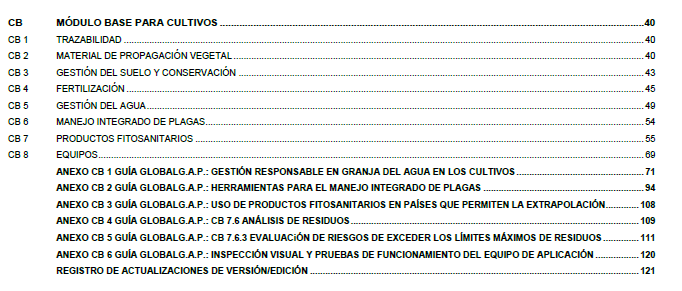 CB MÓDULO BASE PARA CULTIVOS ........ 40
CB 1 TRAZABILIDAD ........ 40
CB 2 MATERIAL DE PROPAGACIÓN VEGETAL ........ 40
CB 3 GESTIÓN DEL SUELO Y CONSERVACIÓN ........ 43
CB 4 FERTILIZACIÓN ........ 45
CB 5 GESTIÓN DEL AGUA ........ 49
CB 6 MANEJO INTEGRADO DE PLAGAS ........ 54
CB 7 PRODUCTOS FITOSANITARIOS ........ 55
CB 8 EQUIPOS ........ 69
ANEXO CB 1 GUÍA GLOBALG.A.P.: GESTIÓN RESPONSABLE EN GRANJA DEL AGUA EN LOS CULTIVOS ........ 71
ANEXO CB 2 GUÍA GLOBALG.A.P.: HERRAMIENTAS PARA EL MANEJO INTEGRADO DE PLAGAS ........ 94
ANEXO CB 3 GUÍA GLOBALG.A.P.: USO DE PRODUCTOS FITOSANITARIOS EN PAÍSES QUE PERMITEN LA EXTRAPOLACIÓN ........ 108
ANEXO CB 4 GUÍA GLOBALG.A.P.: CB 7.6 ANÁLISIS DE RESIDUOS ........ 109
ANEXO CB 5 GUÍA GLOBALG.A.P.: CB 7.6.3 EVALUACiÓN DE RIESGOS DE EXCEDER LOS LÍMITES MÁXIMOS DE RESIDUOS ........ 111
ANEXO CB 6 GUÍA GLOBALG.A.P.: INSPECCIÓN VISUAL Y PRUEBAS DE FUNCIONAMIENTO DEL EQUIPO DE APLICACIÓN ........ 120
REGISTRO DE ACTUALIZACIONES DE VERSIÓN/EDICIÓN ........ 121